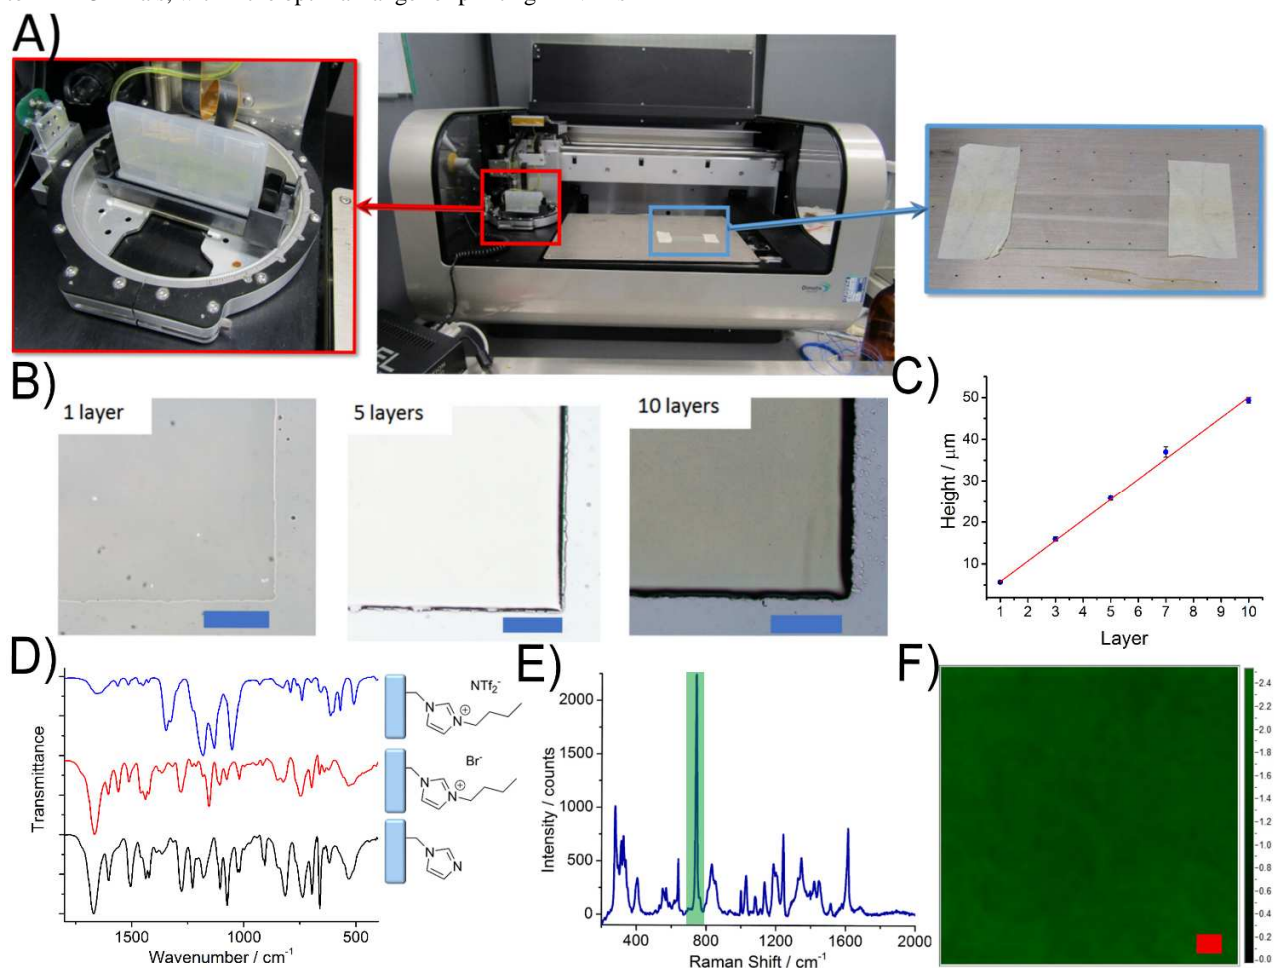 A)
B)
1 layer
5 layers
10 layers
C)
50
40
30
20
10
Height / μm
1 2 3 4 5 6 7 8 9 10
Layer
D)
Transmittance
1500 1000 500
Wavenumber / cm-1
NTf2-
N
N
+
Br-
N
N
+
N
N
E)
2000
1500
1000
500
0
Intensity / counts
400 800 1200 1600 2000
Raman Shift / cm-1
F)
2.4
2.2
2.0
1.8
1.6
1.4
1.2
1.0
0.8
0.6
0.4
0.2
0.0